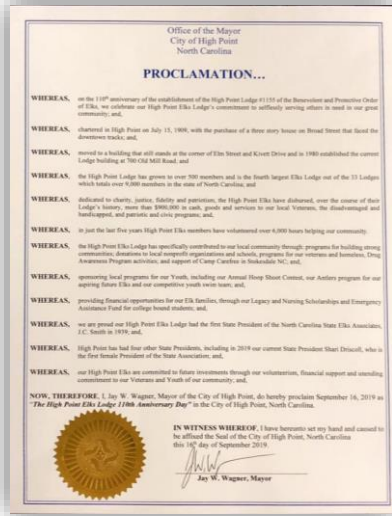 Office of the Mayor
City of High Point
North Carolina
PROCLAMATION…
WHEREAS, on the 110th anniversary of the establishment of the High Point Lodge #1155 of the Benevolent and Protective Order
of Elks, we celebrate our High Point Elks Lodge's commitment to selflessly serving others in need in our great
community; and,
WHEREAS, chartered in High Point on July 15, 1909, with the purchase of a three story house on Broad Street that faced the
downtown tracks; and,
WHEREAS, moved to a building that still stands at the corner of Elm Street and Kivett Drive and in 1980 established the current
Lodge building at 700 Old Mill Road; and
WHEREAS, the High Point Lodge has grown to over 500 members and is the fourth largest Elks Lodge out of the 33 Lodges
which totals over 9,000 members in the state of North Carolina; and
WHEREAS, dedicated to charity, justice, fidelity and patriotism, the High Point Elks have disbursed, over the course of their
Lodge's history, more than $900,000 in cash, goods and services to our local Veterans, the disadvantaged and
handicapped, and patriotic and civic programs; and,
WHEREAS, in just the last five years High Point Elks members have volunteered over 6,000 hours helping our community.
WHEREAS, the High Point Elks Lodge has specifically contributed to our local community through: programs for building strong
communities; donations to local nonprofit organizations and schools, programs for our veterans and homeless, Drug
Awareness Program activities; and support of Camp Carefree in Stokesdale NC, and,
WHEREAS, sponsoring local programs for our Youth, including our Annual Hoop Shoot Contest, our Antlers program for our
aspiring future Elks and our competitive youth swim team; and,
WHEREAS, providing financial opportunities for our Elk families, through our Legacy and Nursing Scholarships and Emergency
Assistance Fund for college bound students; and,
WHEREAS, we are proud our High Point Elks Lodge had the first State President of the North Carolina State Elks Associates,
J.C. Smith in 1939; and,
WHEREAS, High Point has had four other State Presidents, including in 2019 our current State President Shari Driscoll, who is
the first female President of the State Association; and,
WHEREAS, our High Point Elks are committed to future investments through our volunteerism, financial support and standing
commitment to our Veterans and Youth of our community; and,
NOW, THEREFORE, I, Jay W. Wagner, Mayor of the City of High Point, do hereby proclaim September 16, 2019 as
"The High Point Elks Lodge 110th Anniversary Day" in the City of High Point, North Carolina.
IN WITNESS WHEREOF, I have hereunto set my hand and caused to
be affixed the Seal of the City of High Point, North Carolina
this 16th day of September 2019.
Jay W. Wagner, Mayor